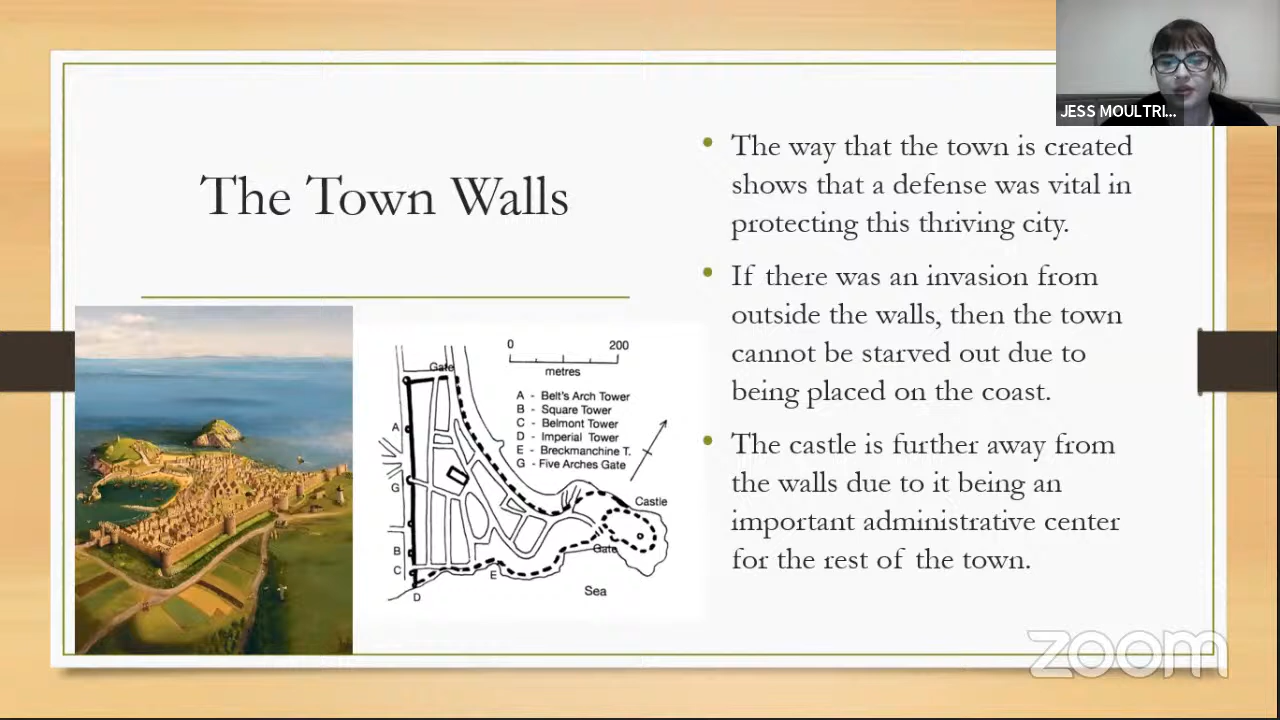 JESS MOULTRI...
The Town Walls
The way that the town is created
shows that a defense was vital in
protecting this thriving city.
If there was an invasion from
outside the walls, then the town
cannot be starved out due to
being placed on the coast.
The castle is further away from
the walls due to it being an
important administrative center
for the rest of the town.
Gate
0 200
metres
A - Belt's Arch Tower
B - Square Tower
C - Belmont Tower
D - Imperial Tower
E - Breckmanchine T.
G - Five Arches Gate
A
G
B
C
D
E
Castle
Gate
Sea
zoom